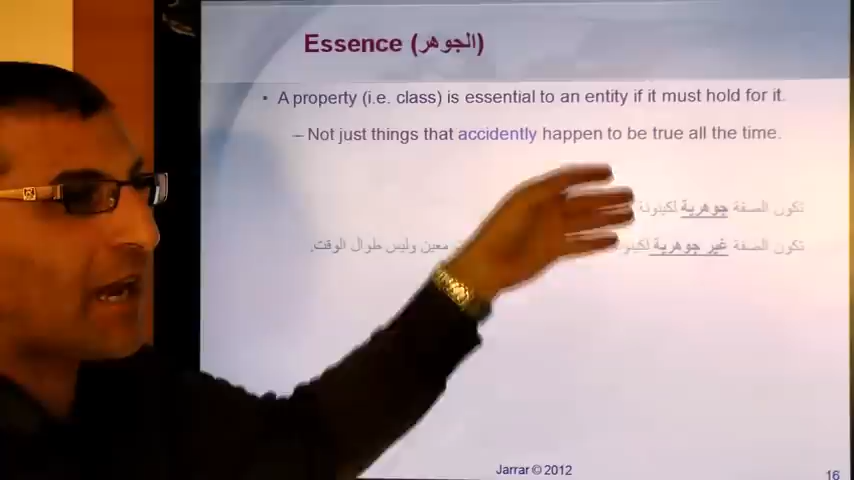 Essence (الجوهر)
• A property (i.e. class) is essential to an entity if it must hold for it.
– Not just things that accidently happen to be true all the time.
تكون الصفة جوهرية لكينونة
تكون الصفة غير جوهرية معين وليس طوال الوقت.
Jarrar © 2012
16